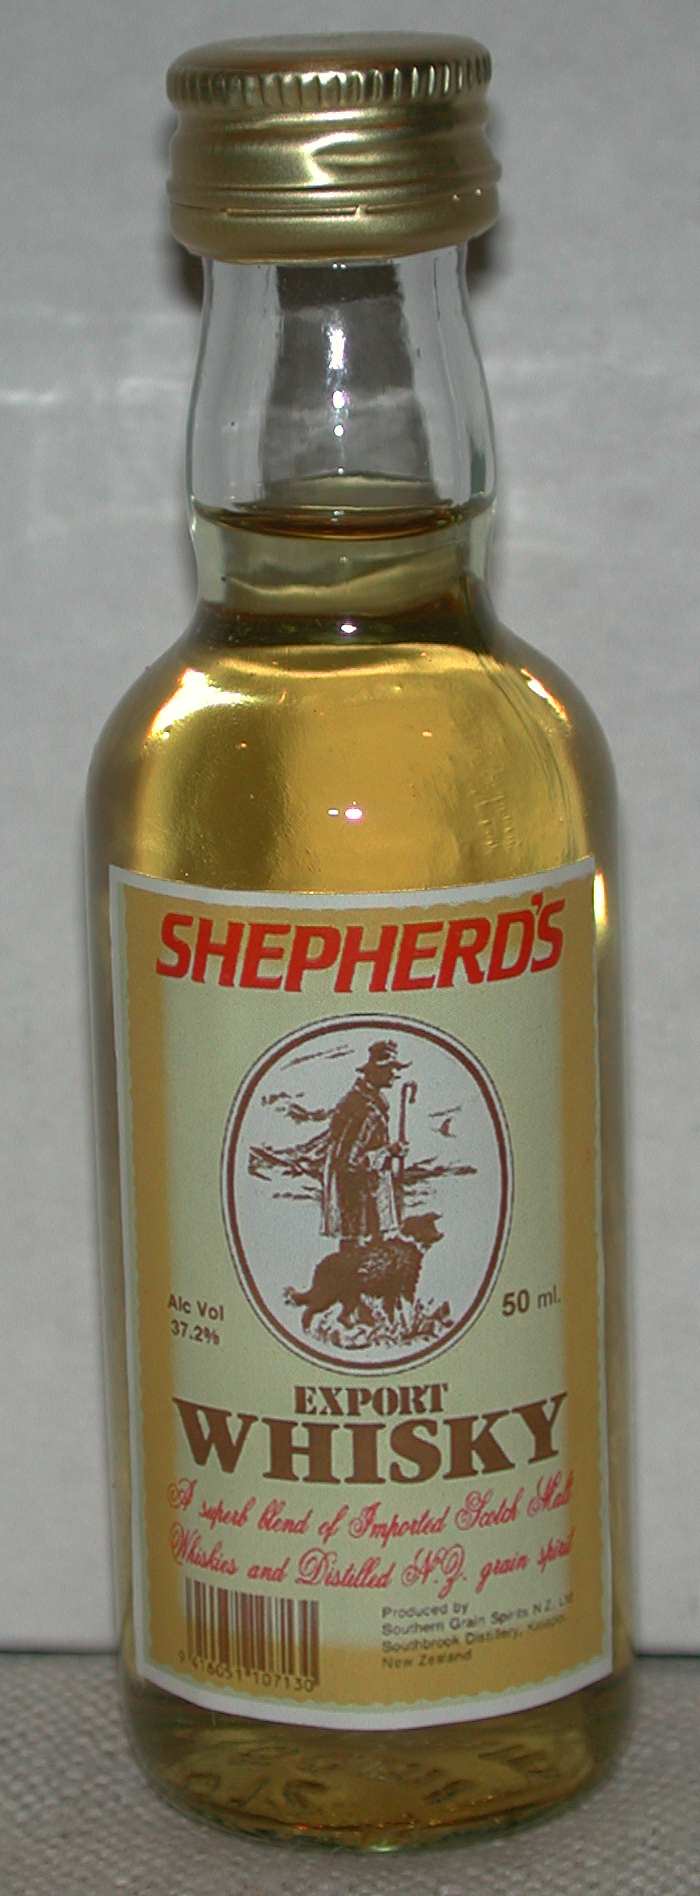 SHEPHERD'S
Alc Vol
37.2%
50 ml.
EXPORT
WHISKY
A superb blend of Imported Scotch Malt
Whiskies and Distilled N.Z. grain spirit
Produced by
Southern Grain Spirits N.Z. Ltd
Southbrook Distillery, Kaiapoi
New Zealand
9 416051 107130